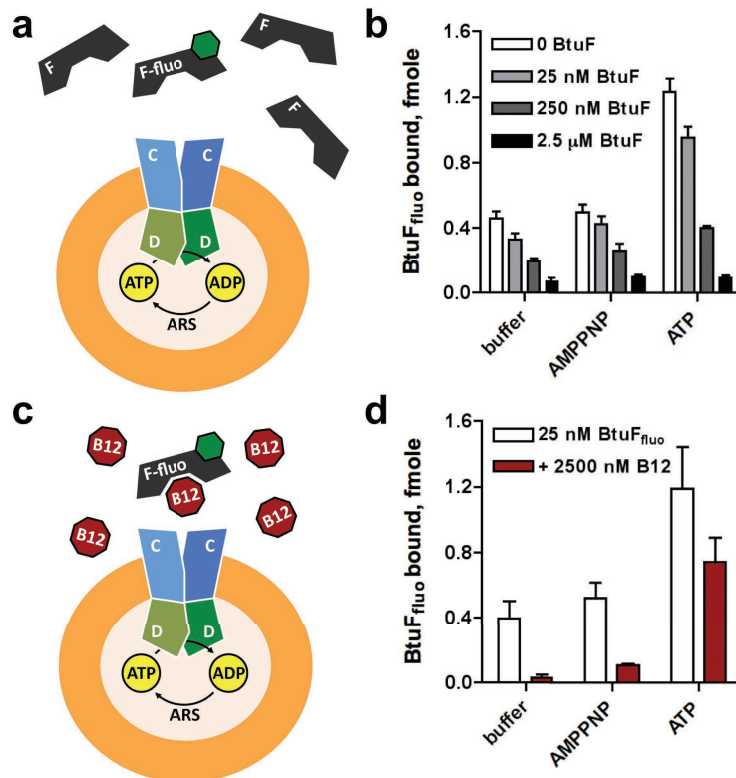 a
F
F-fluo
F
F
C
C
D
D
ATP
ADP
ARS
b
BtuFfluo bound, fmole
1.6
1.2
0.8
0.4
0.0
0 BtuF
25 nM BtuF
250 nM BtuF
2.5 μM BtuF
buffer
AMPPNP
ATP
c
B12
F-fluo
B12
B12
B12
B12
C
C
D
D
ATP
ADP
ARS
d
BtuFfluo bound, fmole
1.6
1.2
0.8
0.4
0.0
25 nM BtuFfluo
+ 2500 nM B12
buffer
AMPPNP
ATP